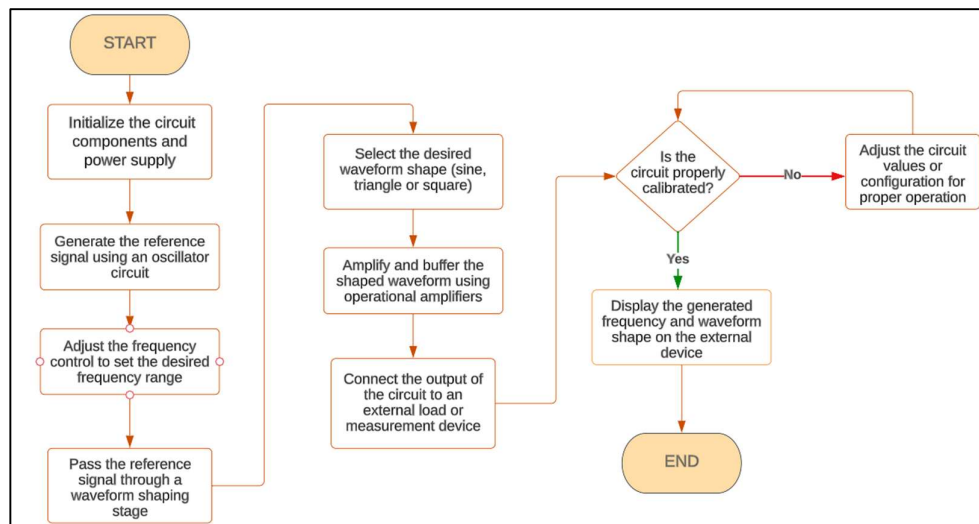 START
Initialize the circuit
components and
power supply
Generate the reference
signal using an oscillator
circuit
Adjust the frequency
control to set the desired
frequency range
Pass the reference
signal through a
waveform shaping
stage
Select the desired
waveform shape (sine,
triangle or square)
Amplify and buffer the
shaped waveform using
operational amplifiers
Connect the output of
the circuit to an
external load or
measurement device
Is the
circuit properly
calibrated?
No
Adjust the circuit
values or
configuration for
proper operation
Yes
Display the generated
frequency and waveform
shape on the external
device
END